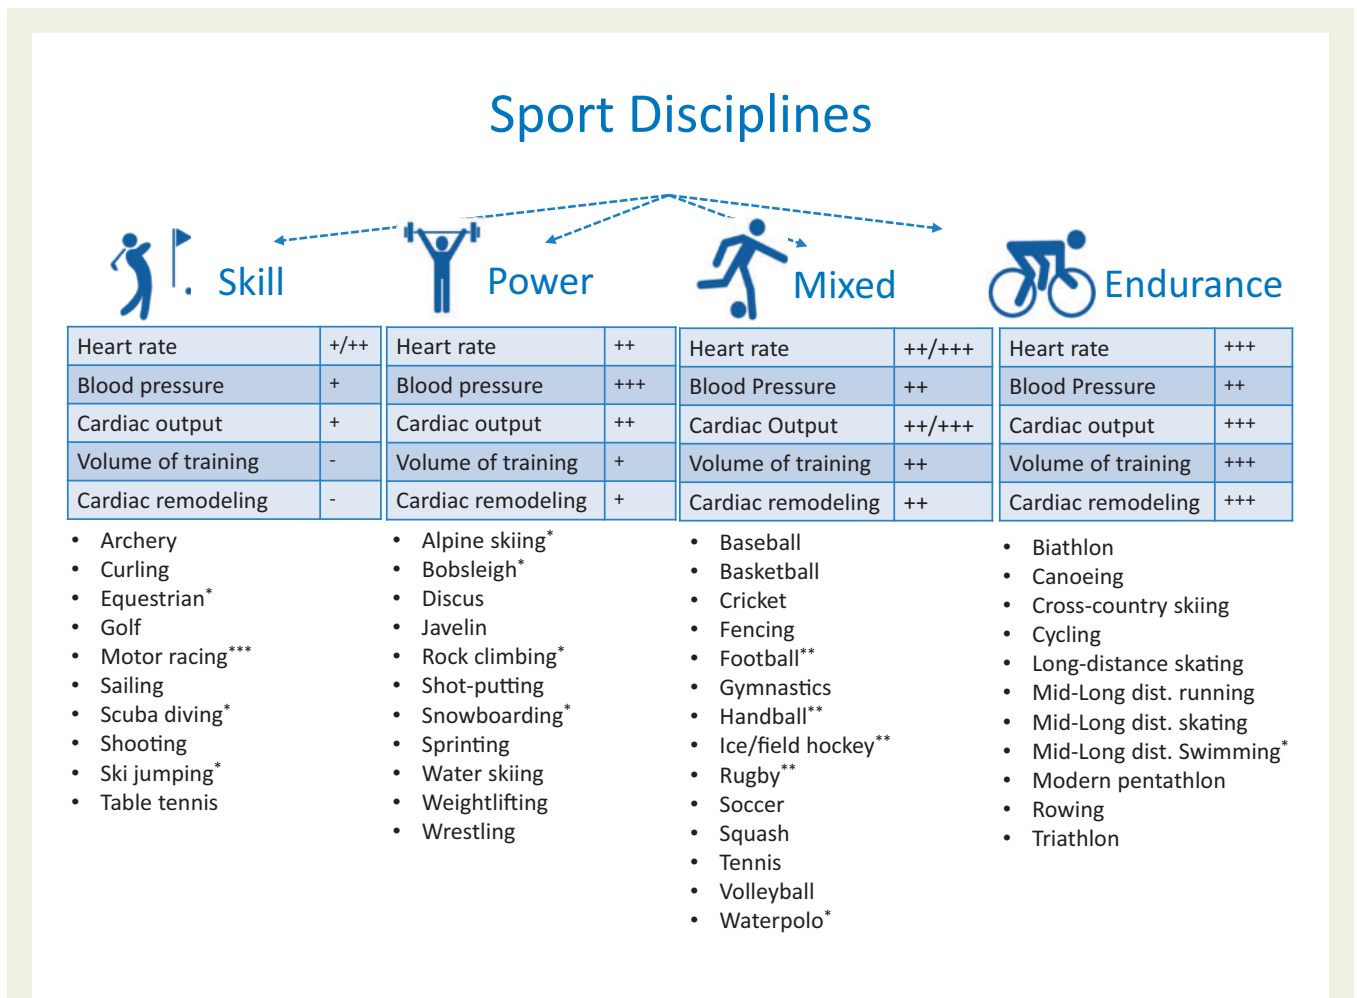 Sport Disciplines
Skill
Heart rate +/++
Blood pressure +
Cardiac output +
Volume of training -
Cardiac remodeling -
• Archery
• Curling
• Equestrian*
• Golf
• Motor racing***
• Sailing
• Scuba diving*
• Shooting
• Ski jumping*
• Table tennis
Power
Heart rate ++
Blood pressure +++
Cardiac output ++
Volume of training +
Cardiac remodeling +
• Alpine skiing*
• Bobsleigh*
• Discus
• Javelin
• Rock climbing*
• Shot-putting
• Snowboarding*
• Sprinting
• Water skiing
• Weightlifting
• Wrestling
Mixed
Heart rate ++/+++
Blood Pressure ++
Cardiac Output ++/+++
Volume of training ++
Cardiac remodeling ++
• Baseball
• Basketball
• Cricket
• Fencing
• Football**
• Gymnastics
• Handball**
• Ice/field hockey**
• Rugby**
• Soccer
• Squash
• Tennis
• Volleyball
• Waterpolo*
Endurance
Heart rate +++
Blood Pressure ++
Cardiac output +++
Volume of training +++
Cardiac remodeling +++
• Biathlon
• Canoeing
• Cross-country skiing
• Cycling
• Long-distance skating
• Mid-Long dist. running
• Mid-Long dist. skating
• Mid-Long dist. Swimming*
• Modern pentathlon
• Rowing
• Triathlon